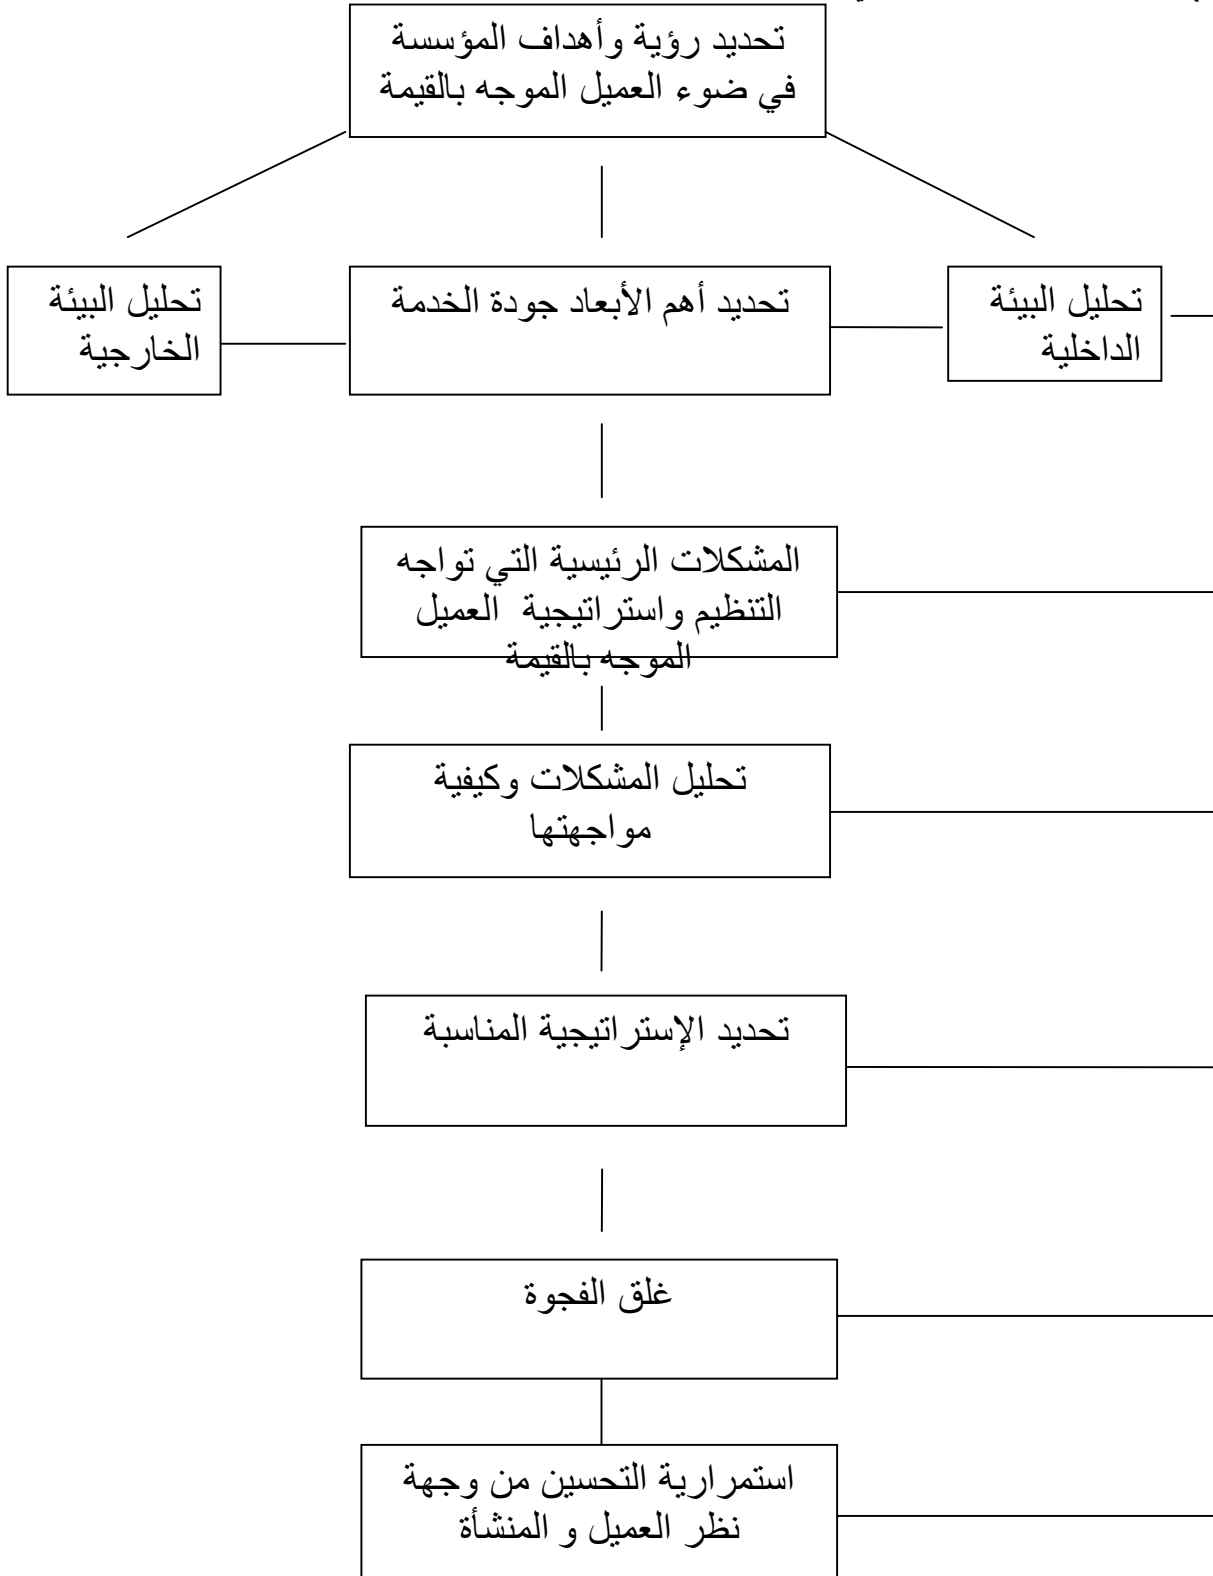 تحديد رؤية وأهداف المؤسسة
في ضوء العميل الموجه بالقيمة
تحليل البيئة
الداخلية
تحديد أهم الأبعاد جودة الخدمة
تحليل البيئة
الخارجية
المشكلات الرئيسية التي تواجه
التنظيم واستراتيجية العميل
الموجه بالقيمة
تحليل المشكلات وكيفية
مواجهتها
تحديد الإستراتيجية المناسبة
غلق الفجوة
استمرارية التحسين من وجهة
نظر العميل و المنشأة